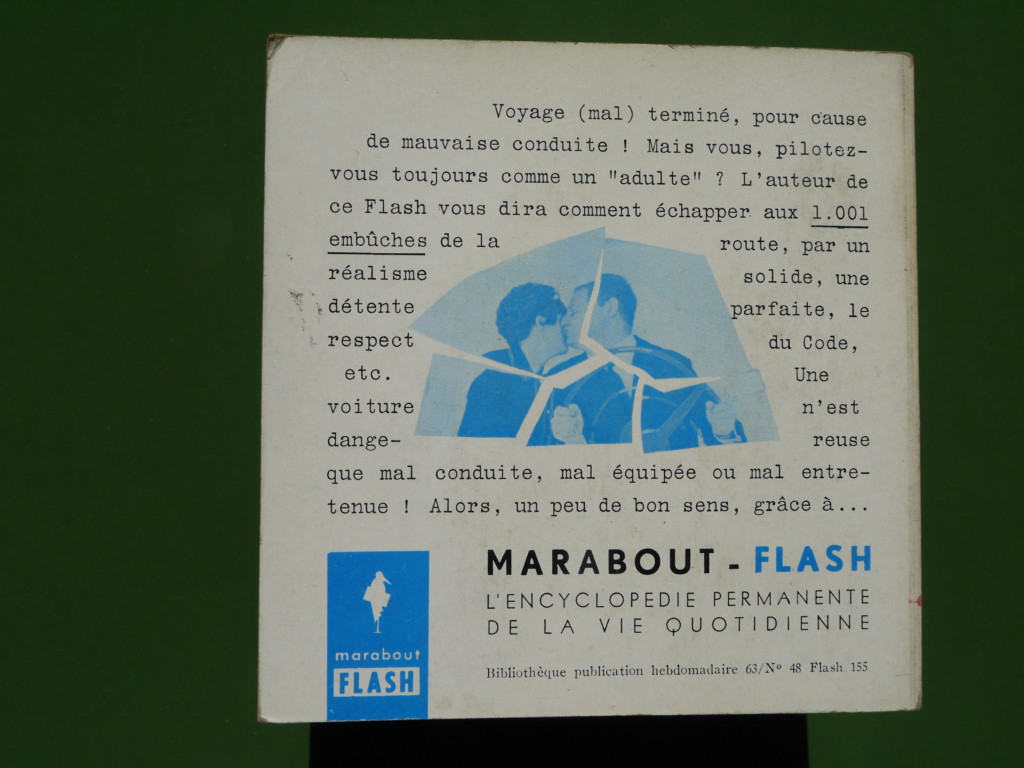 Voyage (mal) terminé, pour cause
de mauvaise conduite ! Mais vous, pilotez-
vous toujours comme un "adulte" ? L'auteur de
ce Flash vous dira comment échapper aux 1.001
embûches de la route, par un
réalisme solide, une
détente parfaite, le
respect du Code,
etc. Une
voiture n'est
dange- reuse
que mal conduite, mal équipée ou mal entre-
tenue ! Alors, un peu de bon sens, grâce à...
MARABOUT - FLASH
L'ENCYCLOPEDIE PERMANENTE
DE LA VIE QUOTIDIENNE
marabout
FLASH
Bibliothèque publication hebdomadaire 63/Nº 48 Flash 155